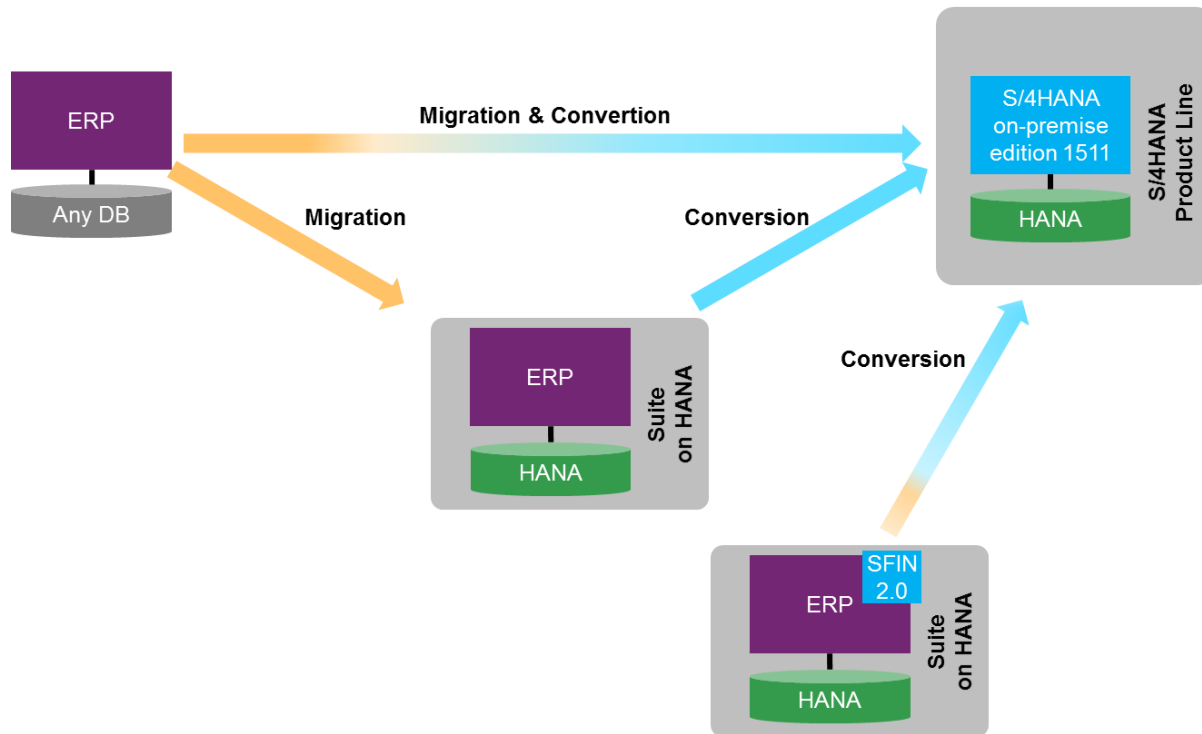 ERP
Any DB
Migration & Convertion
Migration
Conversion
S/4HANA
on-premise
edition 1511
HANA
S/4HANA
Product Line
ERP
HANA
Suite
on HANA
Conversion
SFIN
2.0
ERP
HANA
Suite
on HANA